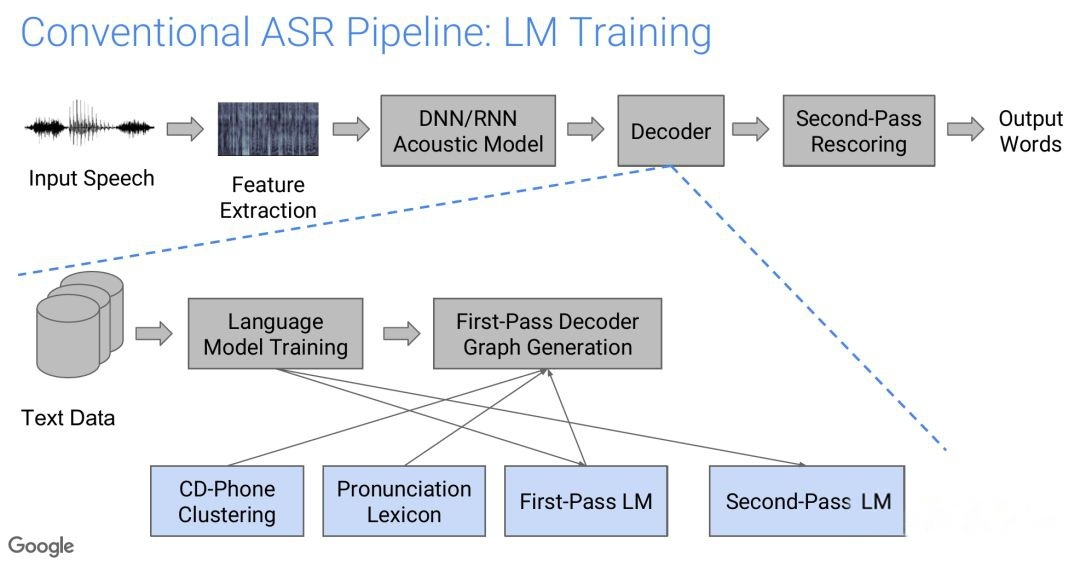 Conventional ASR Pipeline: LM Training
Input Speech
Feature
Extraction
DNN/RNN
Acoustic Model
Decoder
Second-Pass
Rescoring
Output
Words
Text Data
Language
Model Training
First-Pass Decoder
Graph Generation
CD-Phone
Clustering
Pronunciation
Lexicon
First-Pass LM
Second-Pass LM
Google